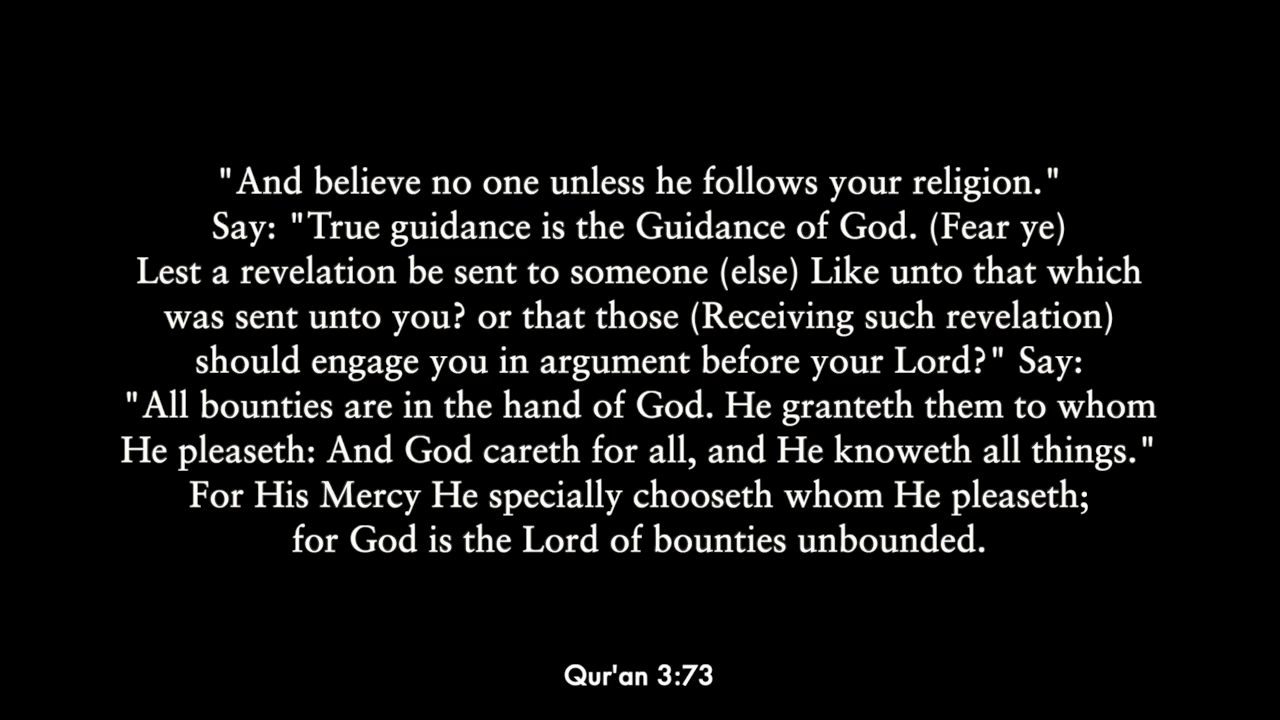 "And believe no one unless he follows your religion."
Say: "True guidance is the Guidance of God. (Fear ye)
Lest a revelation be sent to someone (else) Like unto that which
was sent unto you? or that those (Receiving such revelation)
should engage you in argument before your Lord?" Say:
"All bounties are in the hand of God. He granteth them to whom
He pleaseth: And God careth for all, and He knoweth all things."
For His Mercy He specially chooseth whom He pleaseth;
for God is the Lord of bounties unbounded.
Qur'an 3:73